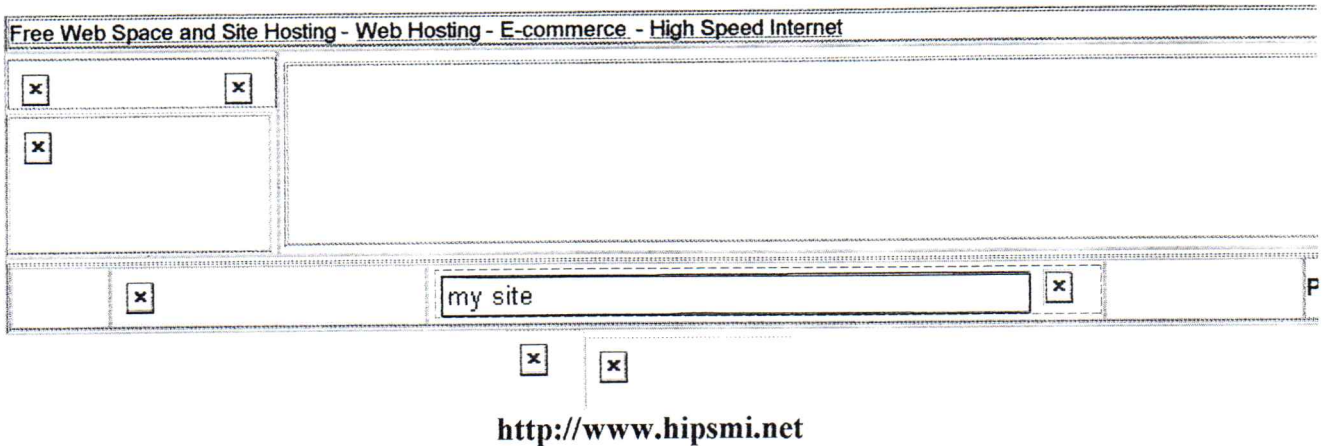 Free Web Space and Site Hosting - Web Hosting - E-commerce - High Speed Internet
my site
P
http://www.hipsmi.net